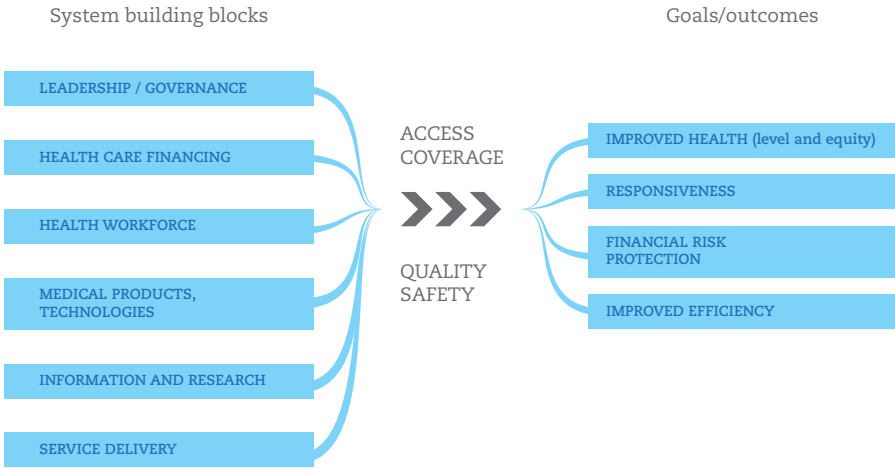 System building blocks
LEADERSHIP / GOVERNANCE
HEALTH CARE FINANCING
HEALTH WORKFORCE
MEDICAL PRODUCTS,
TECHNOLOGIES
INFORMATION AND RESEARCH
SERVICE DELIVERY
ACCESS
COVERAGE
QUALITY
SAFETY
Goals/outcomes
IMPROVED HEALTH (level and equity)
RESPONSIVENESS
FINANCIAL RISK
PROTECTION
IMPROVED EFFICIENCY